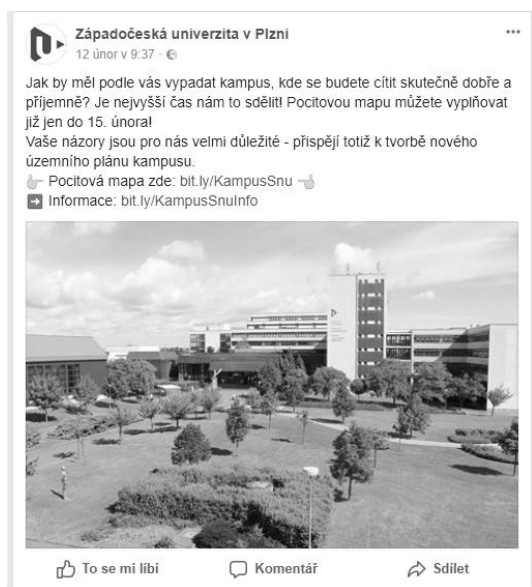 Západočeská univerzita v Plzni
12 únor v 9:37 ·
Jak by měl podle vás vypadat kampus, kde se budete cítit skutečně dobře a
příjemně? Je nejvyšší čas nám to sdělit! Pocitovou mapu můžete vyplňovat
již jen do 15. února!
Vaše názory jsou pro nás velmi důležité - přispějí totiž k tvorbě nového
územního plánu kampusu.
Pocitová mapa zde: bit.ly/KampusSnu
Informace: bit.ly/KampusSnuInfo
To se mi líbí
Komentář
Sdílet